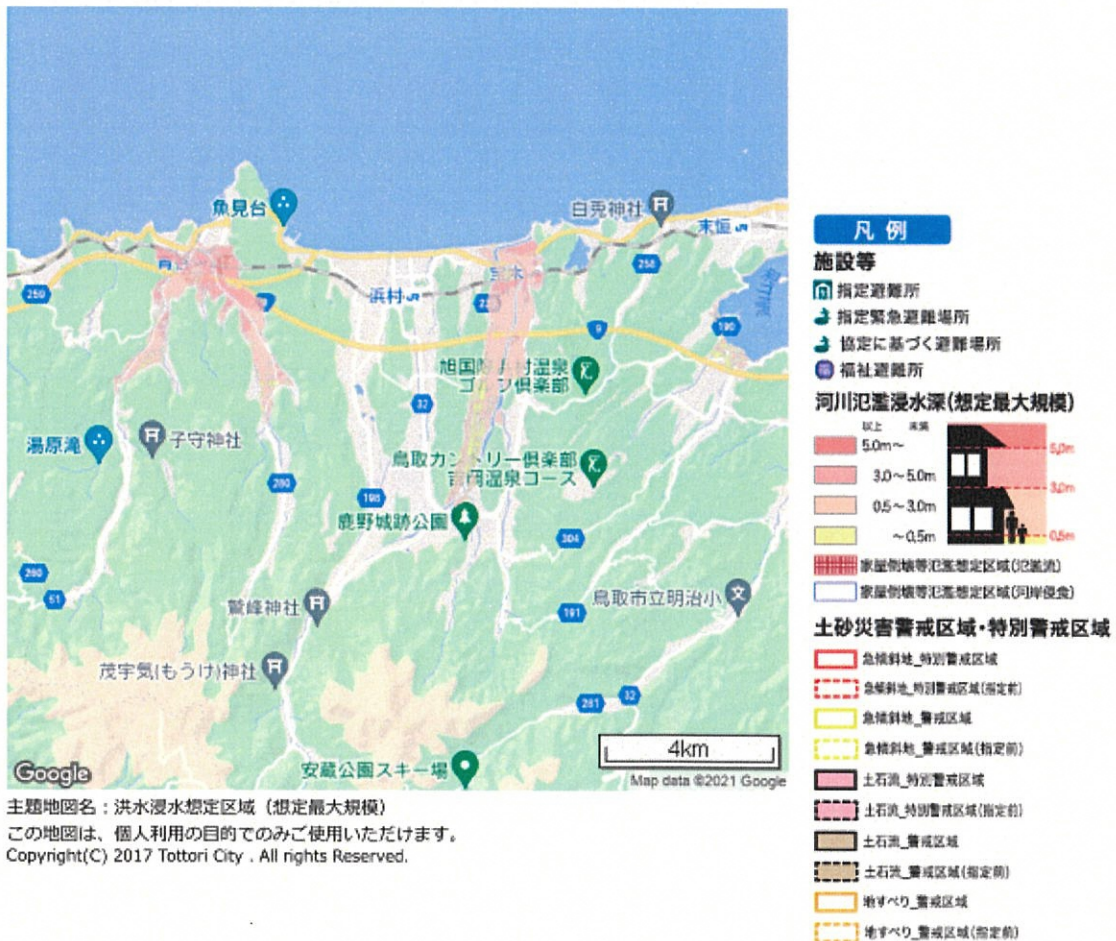 魚見台
白兎神社
末恒
259
258
浜村
190
9
旭国際浜村温泉
ゴルフ倶楽部
32
湯原滝
子守神社
鳥取カントリー倶楽部
吉岡温泉コース
280
198
鹿野城跡公園
304
280
51
鷲峰神社
191
鳥取市立明治小
茂宇気(もうけ)神社
281
32
安蔵公園スキー場
4km
Google
Map data ©2021 Google
主題地図名：洪水浸水想定区域（想定最大規模）
この地図は、個人利用の目的でのみご使用いただけます。
Copyright(C) 2017 Tottori City . All rights Reserved.
凡 例
施設等
指定避難所
指定緊急避難場所
協定に基づく避難場所
福祉避難所
河川氾濫浸水深(想定最大規模)
以上 未満
5.0m～
3.0～5.0m
0.5～3.0m
～0.5m
5.0m
3.0m
0.5m
家屋倒壊等氾濫想定区域(氾濫流)
家屋倒壊等氾濫想定区域(河岸侵食)
土砂災害警戒区域・特別警戒区域
急傾斜地_特別警戒区域
急傾斜地_特別警戒区域(指定前)
急傾斜地_警戒区域
急傾斜地_警戒区域(指定前)
土石流_特別警戒区域
土石流_特別警戒区域(指定前)
土石流_警戒区域
土石流_警戒区域(指定前)
地すべり_警戒区域
地すべり_警戒区域(指定前)